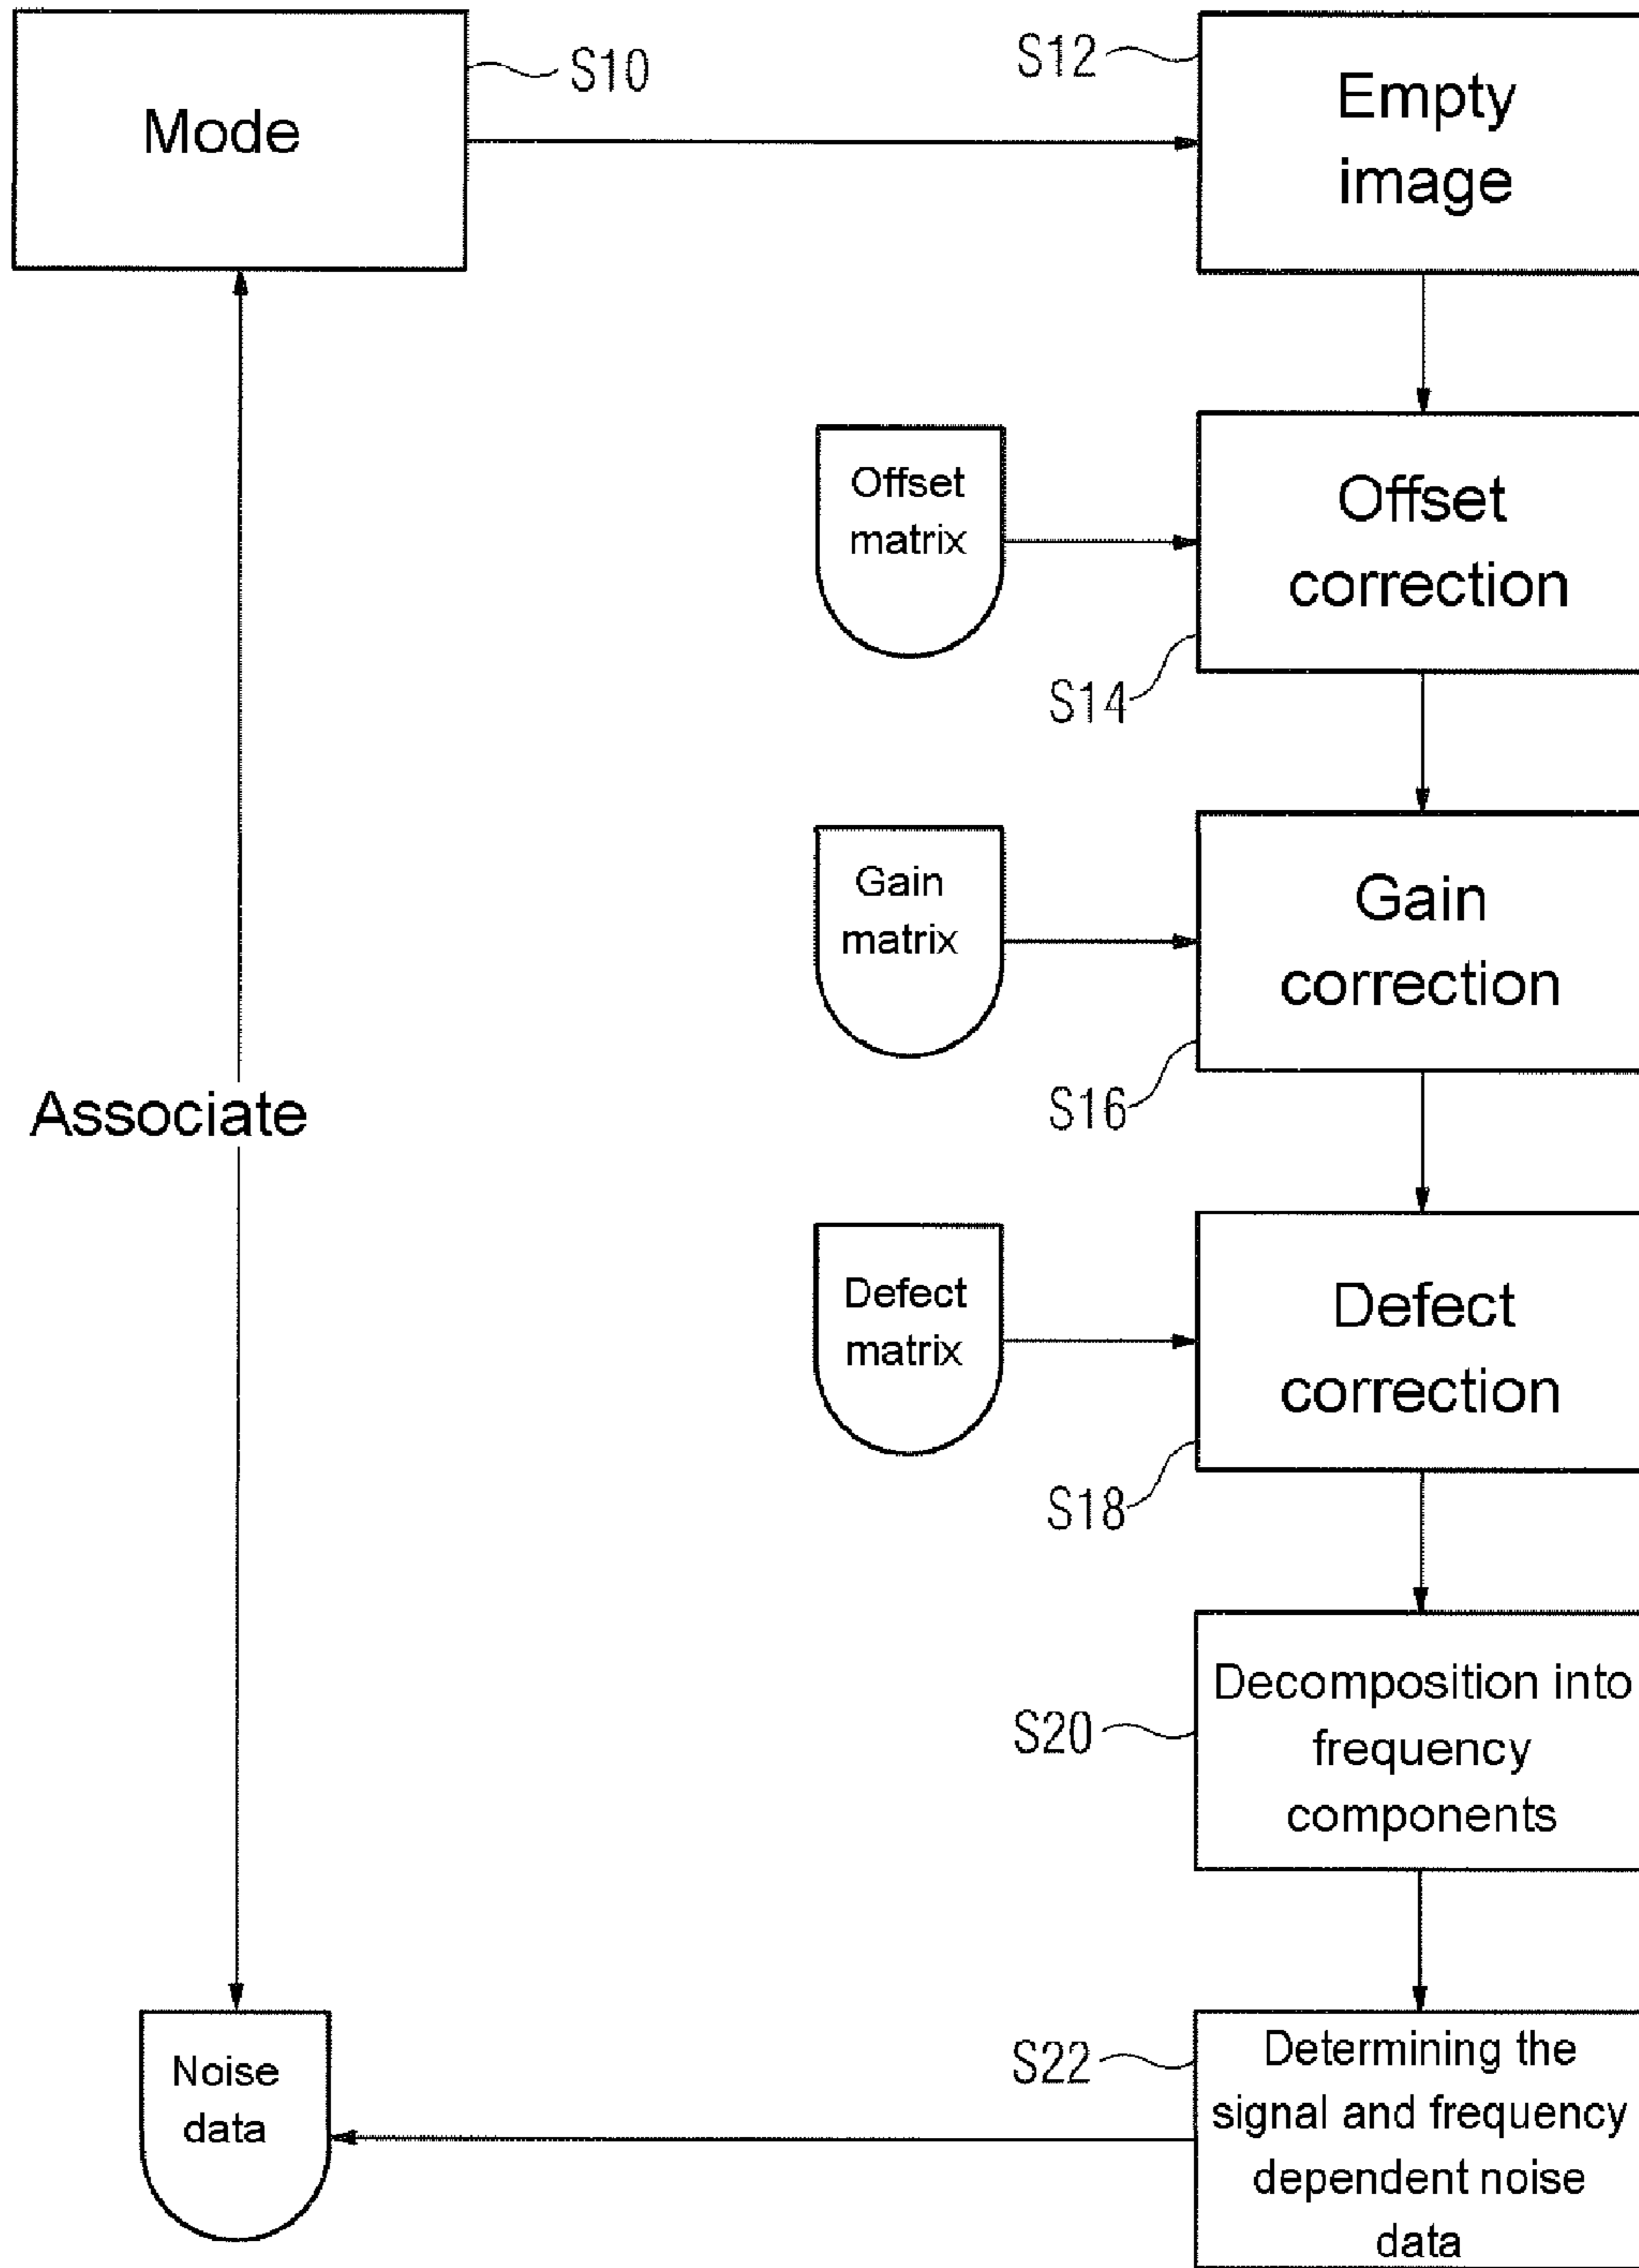 Mode
S10
S12
Empty
image
Offset
matrix
Offset
correction
S14
Gain
matrix
Gain
correction
S16
Associate
Defect
matrix
Defect
correction
S18
Decomposition into
frequency
components
S20
Noise
data
S22
Determining the
signal and frequency
dependent noise
data